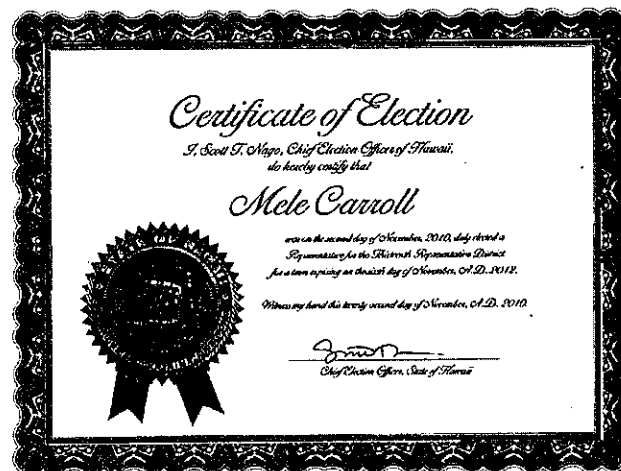 Certificate of Election
I, Scott T. Nago, Chief Election Officer of Hawaii,
do hereby certify that
Mele Carroll
was on the second day of November, 2010, duly elected a
Representative for the Thirteenth Representative District
for a term expiring on the sixth day of November, A.D. 2012.
Witness my hand this twenty second day of November, A.D. 2010.
Chief Election Officer, State of Hawaii